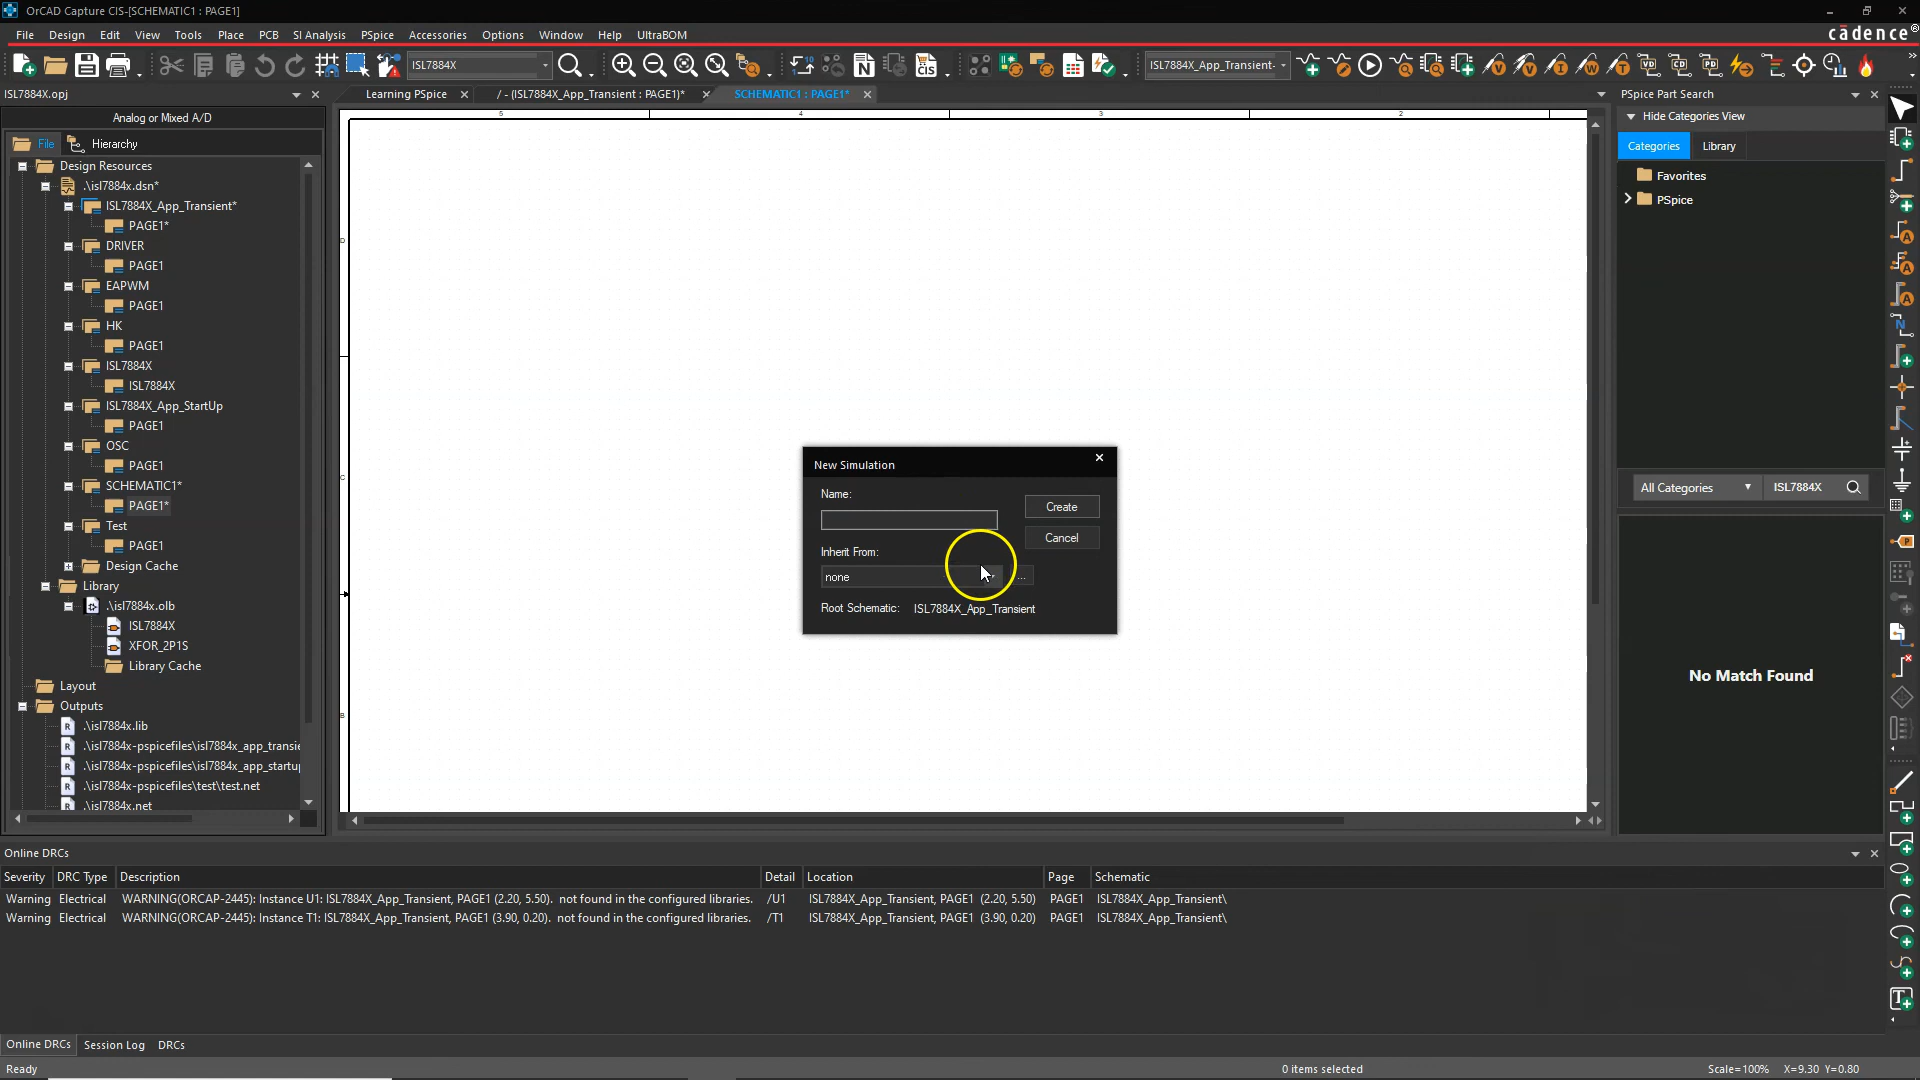 OrCAD Capture CIS-[SCHEMATIC1 : PAGE1]
File Design Edit View Tools Place PCB SI Analysis PSpice Accessories Options Window Help UltraBOM
cādence®
ISL7884X
ISL7884X_App_Transient-
ISL7884X.opj
Learning PSpice
/ - (ISL7884X_App_Transient : PAGE1)*
SCHEMATIC1 : PAGE1*
PSpice Part Search
Analog or Mixed A/D
File Hierarchy
Design Resources
.\isl7884x.dsn*
ISL7884X_App_Transient*
PAGE1*
DRIVER
PAGE1
EAPWM
PAGE1
HK
PAGE1
ISL7884X
ISL7884X
ISL7884X_App_StartUp
PAGE1
OSC
PAGE1
SCHEMATIC1*
PAGE1*
Test
PAGE1
Design Cache
Library
.\isl7884x.olb
ISL7884X
XFOR_2P1S
Library Cache
Layout
Outputs
.\isl7884x.lib
.\isl7884x-pspicefiles\isl7884x_app_transie
.\isl7884x-pspicefiles\isl7884x_app_startu
.\isl7884x-pspicefiles\test\test.net
.\isl7884x.net
5 4 3 2
D
C
B
New Simulation
Name:
Create
Cancel
Inherit From:
none
...
Root Schematic: ISL7884X_App_Transient
Hide Categories View
Categories Library
Favorites
PSpice
All Categories
ISL7884X
No Match Found
Online DRCs
Severity DRC Type Description Detail Location Page Schematic
Warning Electrical WARNING(ORCAP-2445): Instance U1: ISL7884X_App_Transient, PAGE1 (2.20, 5.50). not found in the configured libraries. /U1 ISL7884X_App_Transient, PAGE1 (2.20, 5.50) PAGE1 ISL7884X_App_Transient\
Warning Electrical WARNING(ORCAP-2445): Instance T1: ISL7884X_App_Transient, PAGE1 (3.90, 0.20). not found in the configured libraries. /T1 ISL7884X_App_Transient, PAGE1 (3.90, 0.20) PAGE1 ISL7884X_App_Transient\
Online DRCs Session Log DRCs
Ready
0 items selected
Scale=100% X=9.30 Y=0.80